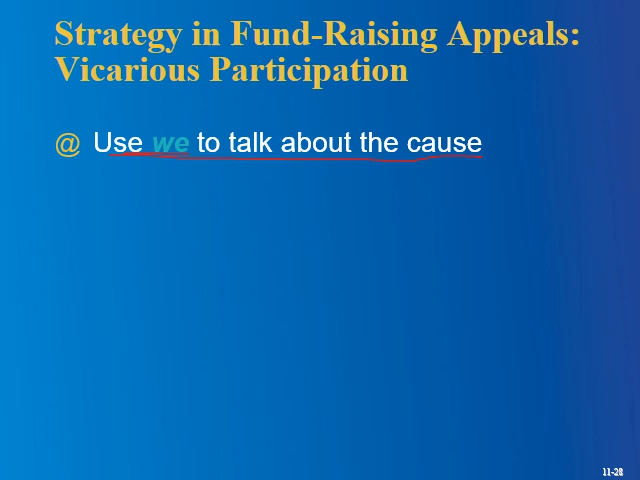 Strategy in Fund-Raising Appeals:
Vicarious Participation
@ Use we to talk about the cause
11-28